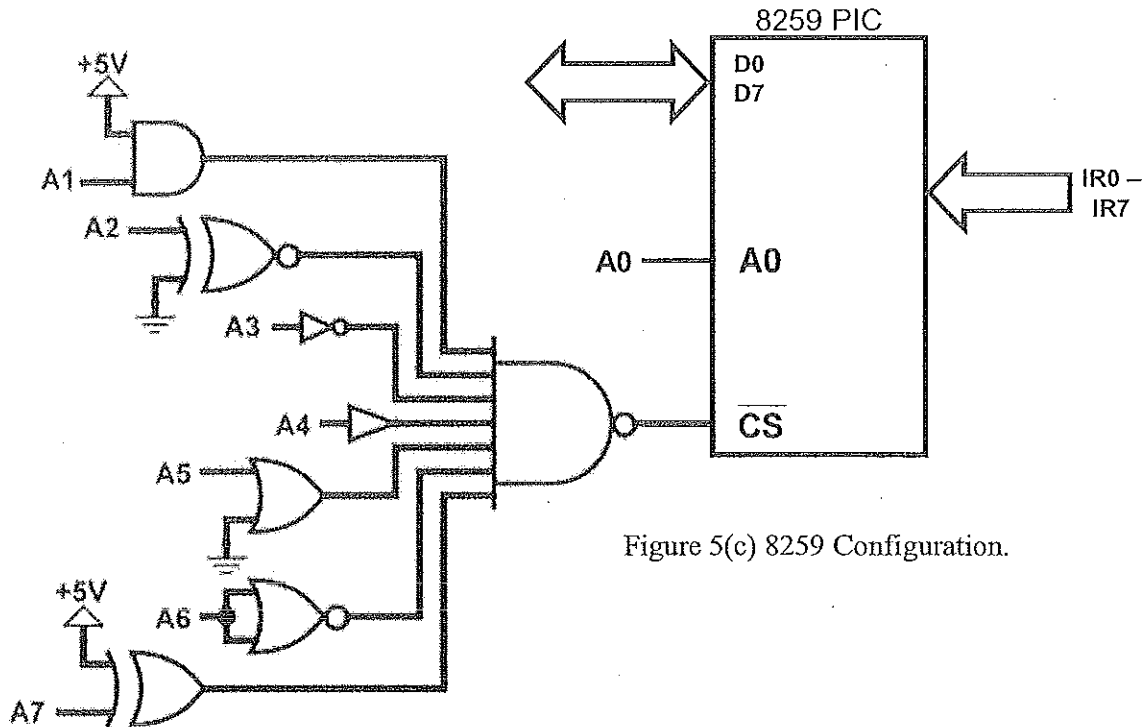 8259 PIC
+5V
D0
D7
A1
IR0 –
IR7
A2
A0
A0
A3
A4
CS
A5
Figure 5(c) 8259 Configuration.
+5V
A6
A7